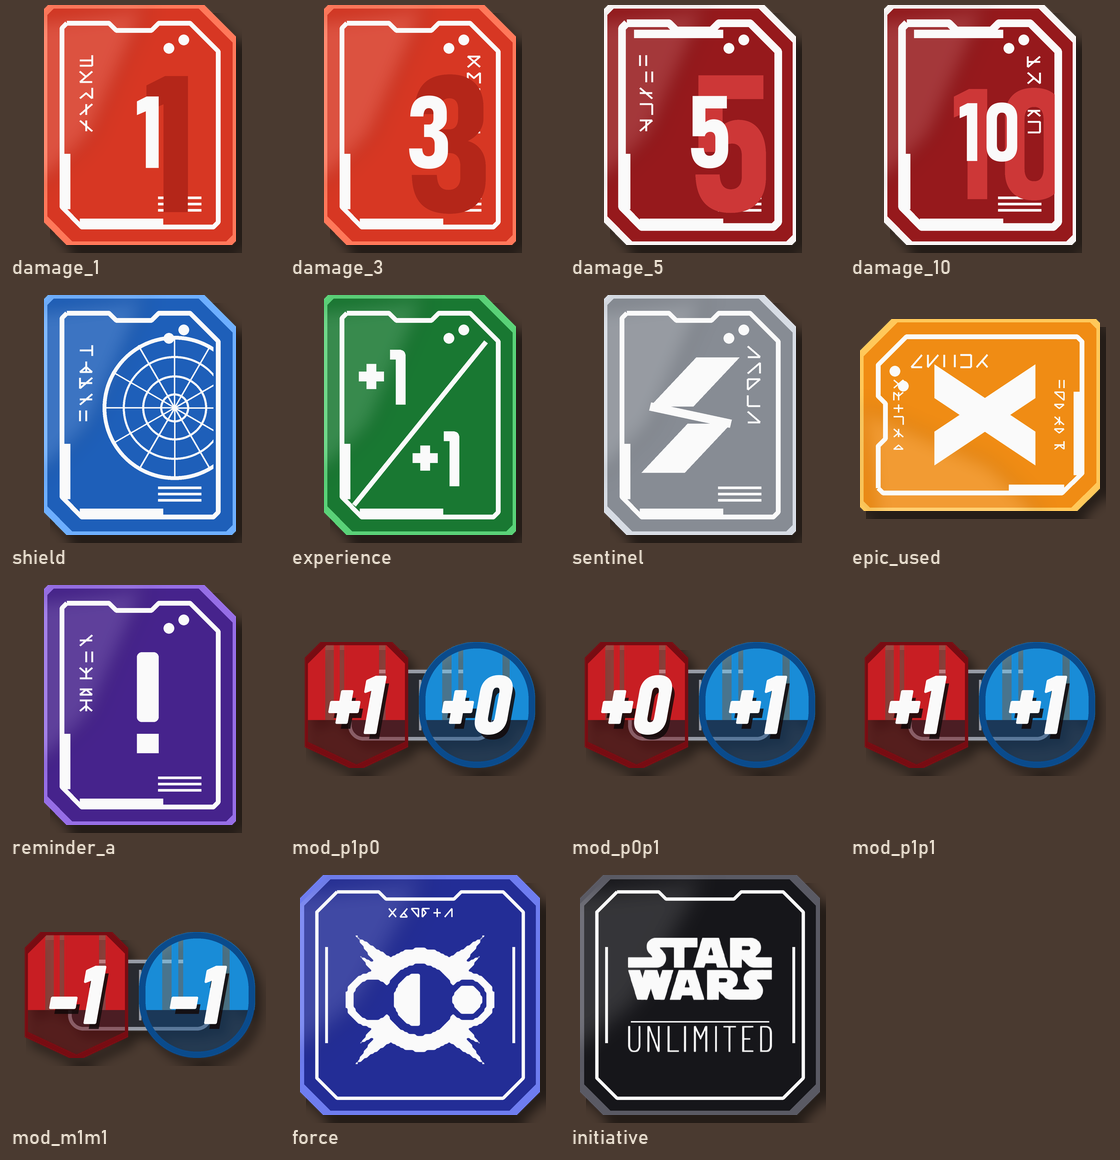 1
3
5
10
damage_1
damage_3
damage_5
damage_10
+1
+1
X
shield
experience
sentinel
epic_used
!
+1 +0
+0 +1
+1 +1
reminder_a
mod_p1p0
mod_p0p1
mod_p1p1
-1 -1
STAR
WARS
UNLIMITED
mod_m1m1
force
initiative